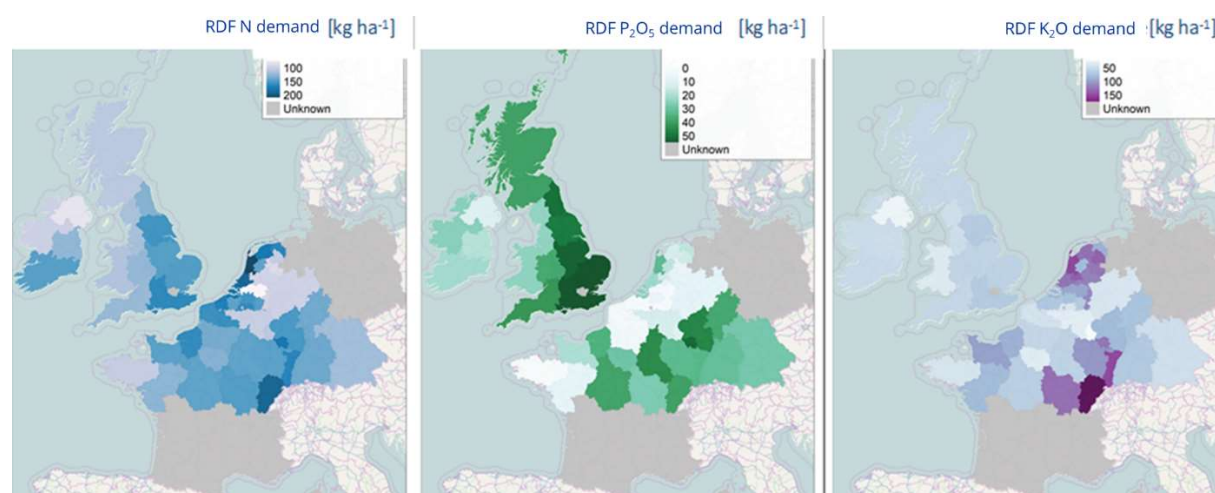 RDF N demand [kg ha-1]
100
150
200
Unknown
RDF P2O5 demand [kg ha-1]
0
10
20
30
40
50
Unknown
RDF K2O demand [kg ha-1]
50
100
150
Unknown